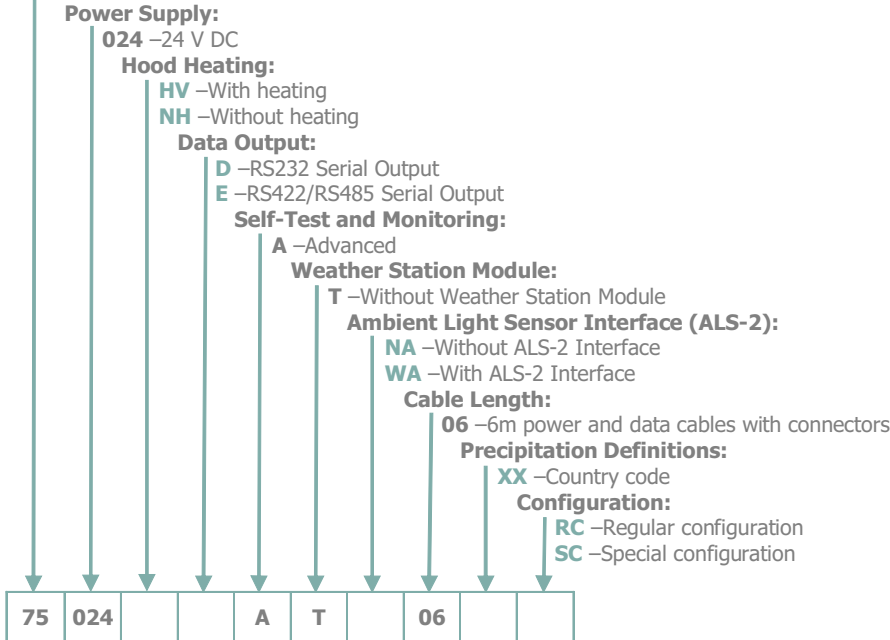 Power Supply:
024 –24 V DC
Hood Heating:
HV –With heating
NH –Without heating
Data Output:
D –RS232 Serial Output
E –RS422/RS485 Serial Output
Self-Test and Monitoring:
A –Advanced
Weather Station Module:
T –Without Weather Station Module
Ambient Light Sensor Interface (ALS-2):
NA –Without ALS-2 Interface
WA –With ALS-2 Interface
Cable Length:
06 –6m power and data cables with connectors
Precipitation Definitions:
XX –Country code
Configuration:
RC –Regular configuration
SC –Special configuration
75 024 A T 06